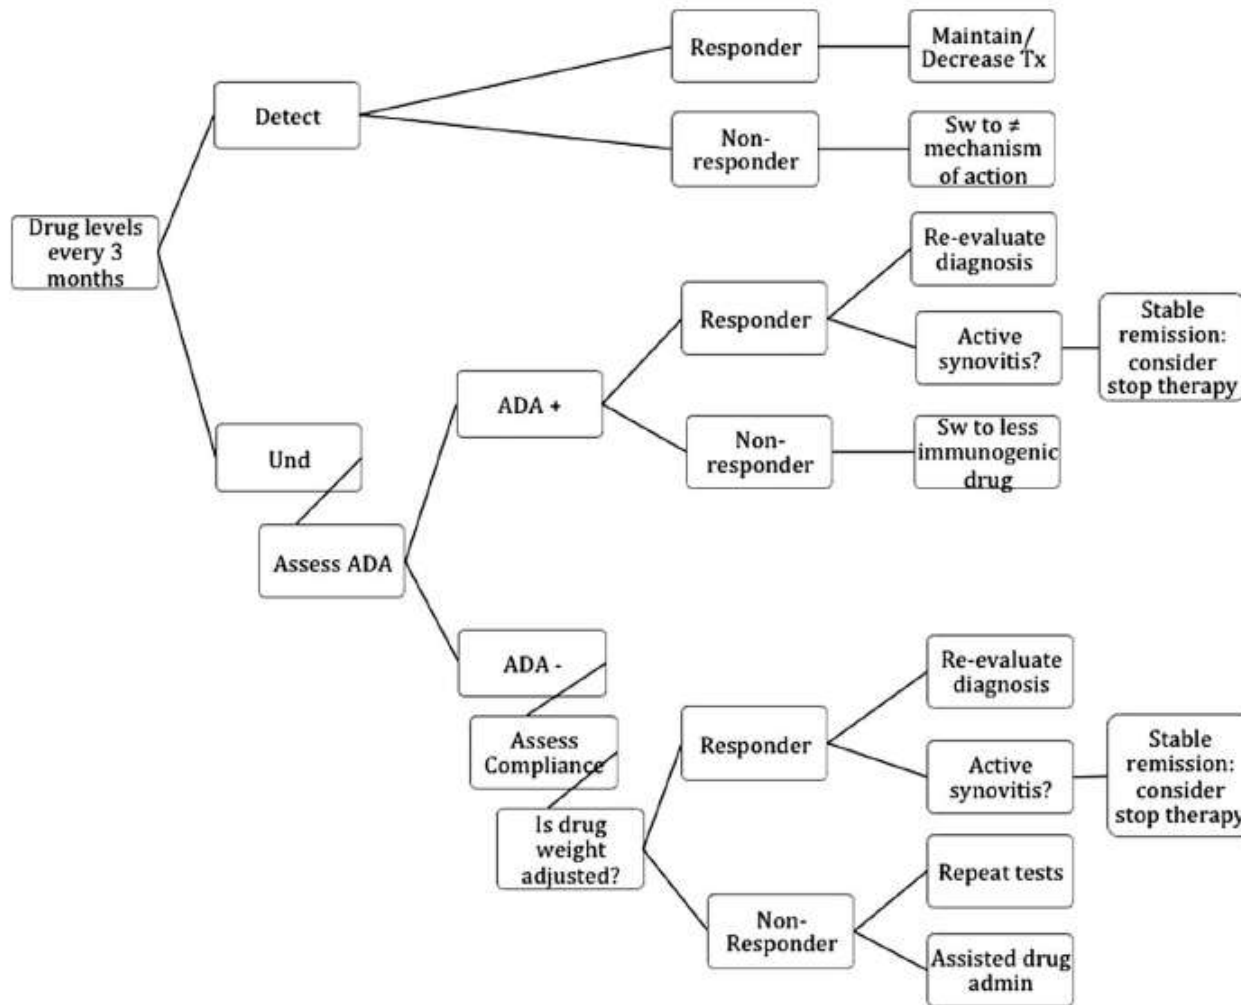 Responder
Maintain/
Decrease Tx
Detect
Non-
responder
Sw to ≠
mechanism
of action
Drug levels
every 3
months
Re-evaluate
diagnosis
Responder
Active
synovitis?
Stable
remission:
consider
stop therapy
ADA +
Non-
responder
Sw to less
immunogenic
drug
Und
Assess ADA
ADA -
Assess
Compliance
Is drug
weight
adjusted?
Responder
Re-evaluate
diagnosis
Active
synovitis?
Stable
remission:
consider
stop therapy
Non-
Responder
Repeat tests
Assisted drug
admin